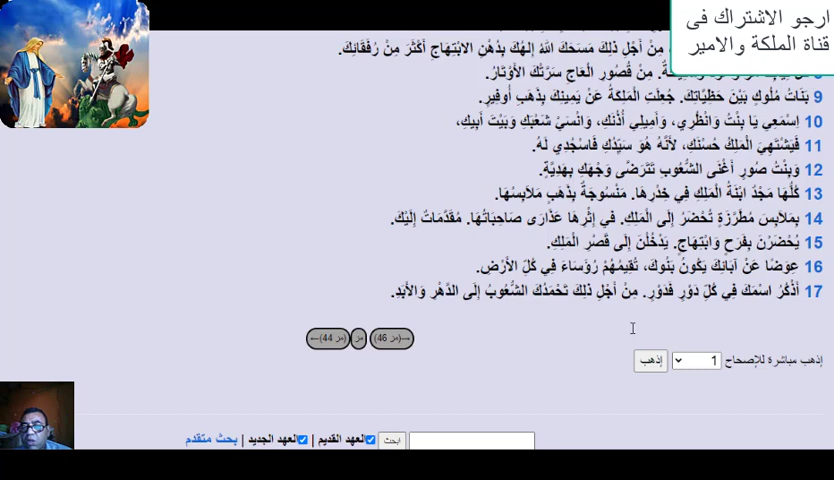 ارجو الاشتراك فى
قناة الملكة والامير
مِنْ أَجْلِ ذلِكَ مَسَحَكَ اللهُ إِلهُكَ بِدُهْنِ الابْتِهَاجِ أَكْثَرَ مِنْ رُفَقَائِكَ.
مِنْ قُصُورِ الْعَاجِ سَرَّتْكَ الأَوْتَارُ.
9 بَنَاتُ مُلُوكٍ بَيْنَ حَظِيَّاتِكَ. جُعِلَتِ الْمَلِكَةُ عَنْ يَمِينِكَ بِذَهَبِ أُوفِيرٍ.
10 اِسْمَعِي يَا بِنْتُ وَانْظُرِي، وَأَمِيلِي أُذْنَكِ، وَانْسَيْ شَعْبَكِ وَبَيْتَ أَبِيكِ،
11 فَيَشْتَهِيَ الْمَلِكُ حُسْنَكِ، لأَنَّهُ هُوَ سَيِّدُكِ فَاسْجُدِي لَهُ.
12 وَبِنْتُ صُورٍ أَغْنَى الشُّعُوبِ تَتَرَضَّى وَجْهَكِ بِهَدِيَّةٍ.
13 كُلُّهَا مَجْدٌ ابْنَةُ الْمَلِكِ فِي خِدْرِهَا. مَنْسُوجَةٌ بِذَهَبٍ مَلاَبِسُهَا.
14 بِمَلاَبِسَ مُطَرَّزَةٍ تُحْضَرُ إِلَى الْمَلِكِ. فِي إِثْرِهَا عَذَارَى صَاحِبَاتُهَا. مُقَدَّمَاتٍ إِلَيْكَ.
15 يُحْضَرْنَ بِفَرَحٍ وَابْتِهَاجٍ. يَدْخُلْنَ إِلَى قَصْرِ الْمَلِكِ.
16 عِوَضًا عَنْ آبَائِكَ يَكُونُ بَنُوكَ، تُقِيمُهُمْ رُؤَسَاءَ فِي كُلِّ الأَرْضِ.
17 أَذْكُرُ اسْمَكَ فِي كُلِّ دَوْرٍ فَدَوْرٍ. مِنْ أَجْلِ ذلِكَ تَحْمَدُكَ الشُّعُوبُ إِلَى الدَّهْرِ وَالأَبَدِ.
→(مز 46) مز (مز 44)←
إذهب مباشرة للإصحاح 1 إذهب
ابحث العهد القديم | العهد الجديد | بحث متقدم